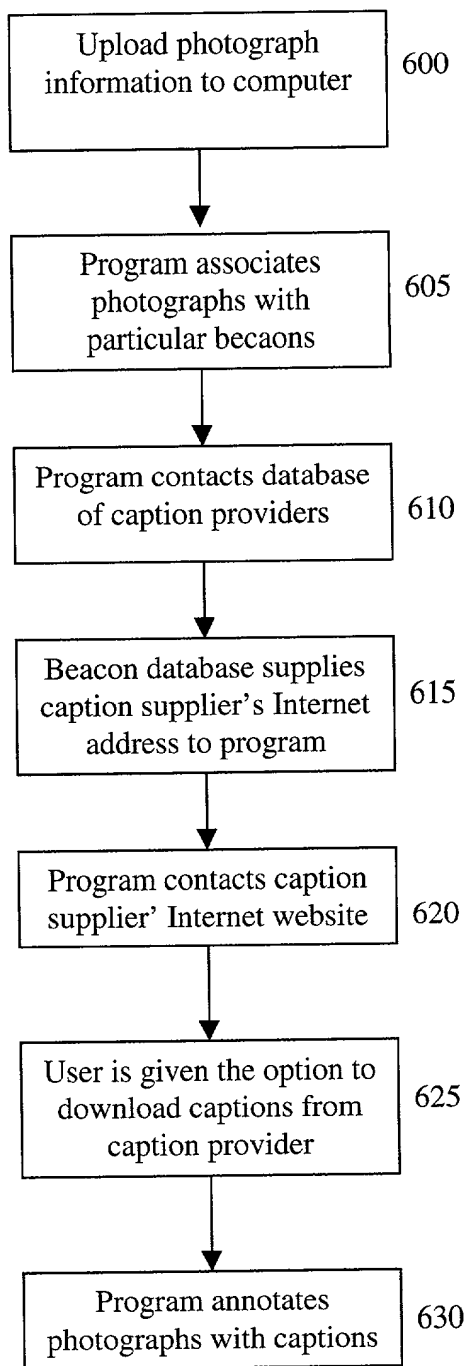 Upload photograph
information to computer
600
Program associates
photographs with
particular becaons
605
Program contacts database
of caption providers
610
Beacon database supplies
caption supplier’s Internet
address to program
615
Program contacts caption
supplier’ Internet website
620
User is given the option to
download captions from
caption provider
625
Program annotates
photographs with captions
630